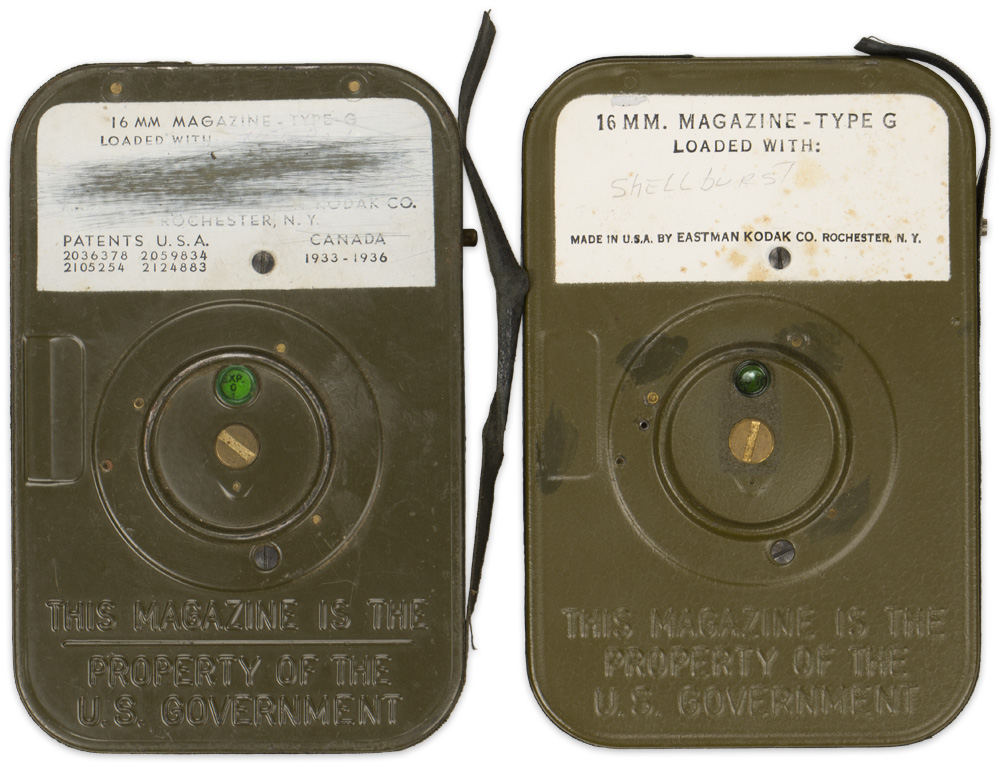 16 MM MAGAZINE - TYPE G
LOADED WITH
KODAK CO.
ROCHESTER, N. Y.
PATENTS U.S.A.
2036378 2059834
2105254 2124883
CANADA
1933 - 1936
EXP.
THIS MAGAZINE IS THE
PROPERTY OF THE
U.S. GOVERNMENT
16 MM. MAGAZINE - TYPE G
LOADED WITH:
SHELLburST
MADE IN U.S.A. BY EASTMAN KODAK CO. ROCHESTER, N. Y.
THIS MAGAZINE IS THE
PROPERTY OF THE
U.S. GOVERNMENT